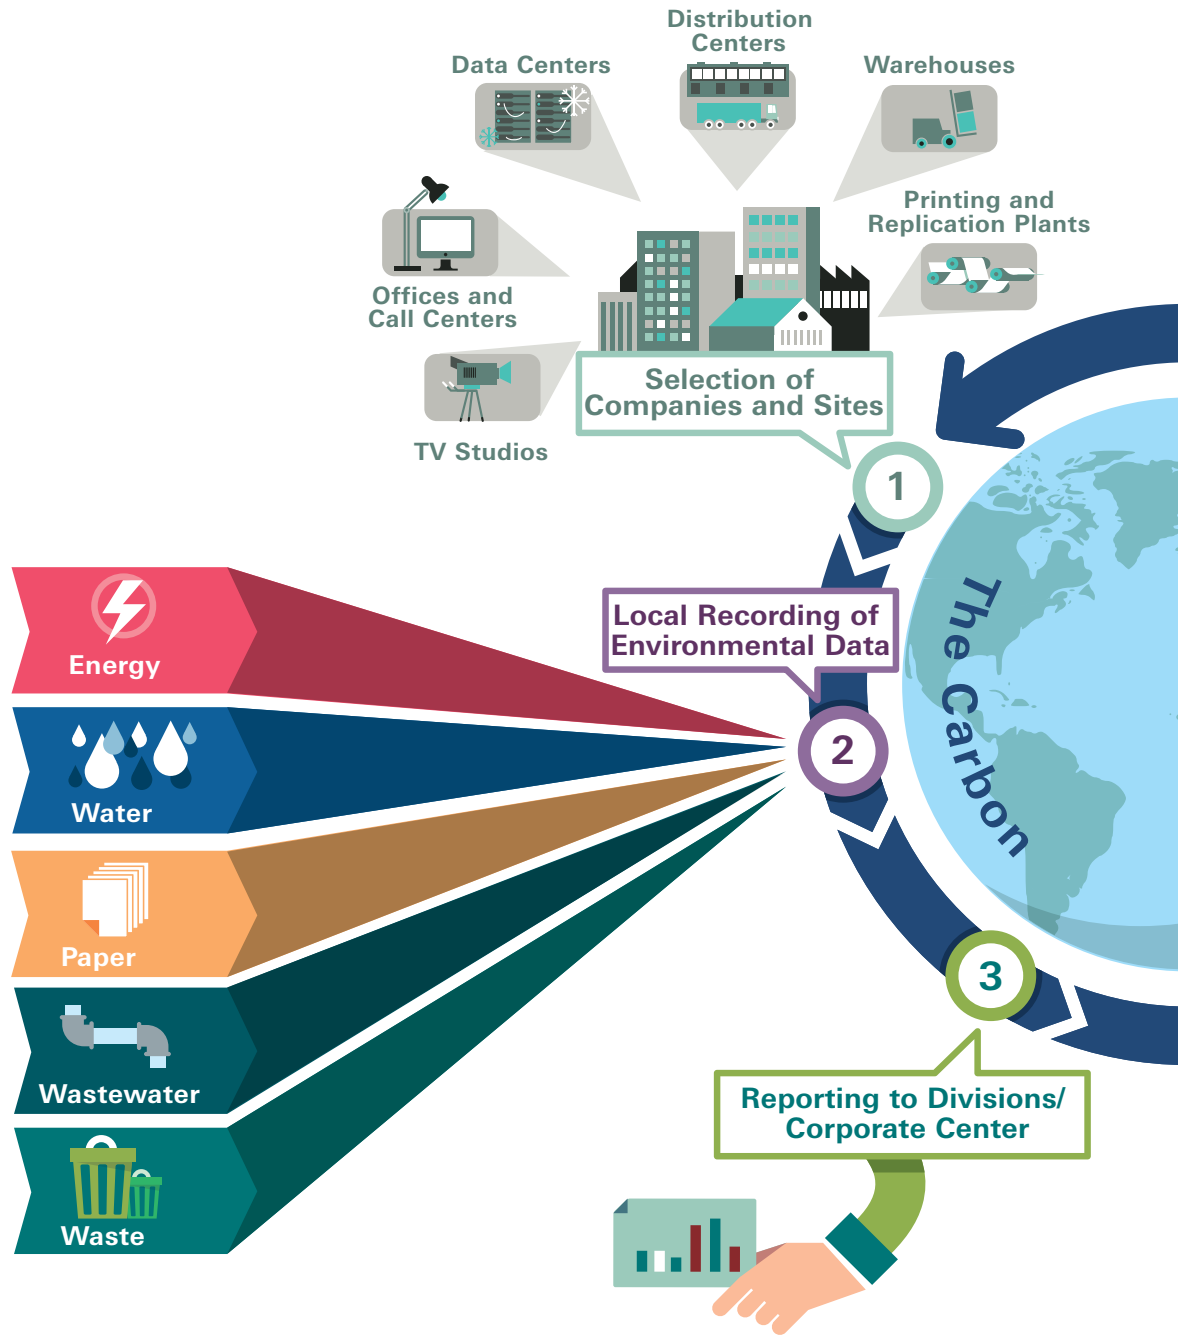 Distribution
Centers
Data Centers
Warehouses
Printing and
Replication Plants
Offices and
Call Centers
TV Studios
Selection of
Companies and Sites
1
Local Recording of
Environmental Data
2
Energy
Water
Paper
Wastewater
Waste
The Carbon
3
Reporting to Divisions/
Corporate Center